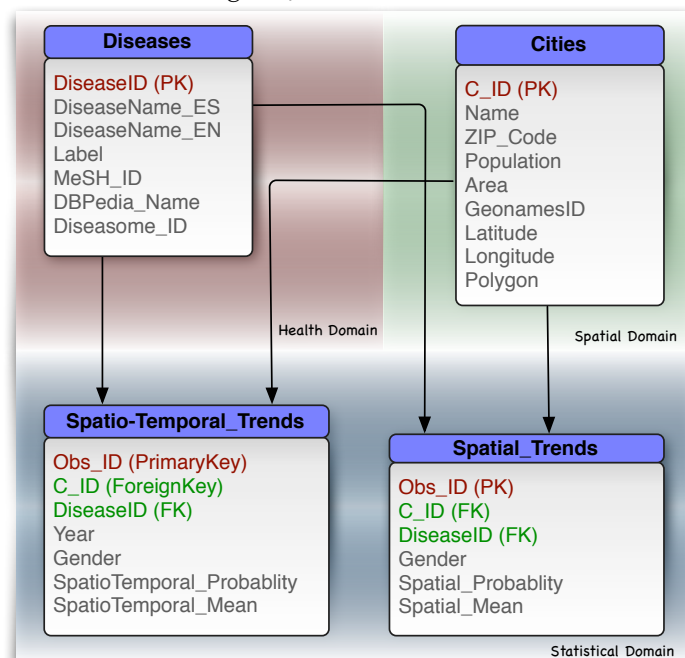 Diseases
DiseaseID (PK)
DiseaseName_ES
DiseaseName_EN
Label
MeSH_ID
DBPedia_Name
Diseasome_ID
Health Domain
Cities
C_ID (PK)
Name
ZIP_Code
Population
Area
GeonamesID
Latitude
Longitude
Polygon
Spatial Domain
Spatio-Temporal_Trends
Obs_ID (PrimaryKey)
C_ID (ForeignKey)
DiseaseID (FK)
Year
Gender
SpatioTemporal_Probablity
SpatioTemporal_Mean
Spatial_Trends
Obs_ID (PK)
C_ID (FK)
DiseaseID (FK)
Gender
Spatial_Probablity
Spatial_Mean
Statistical Domain